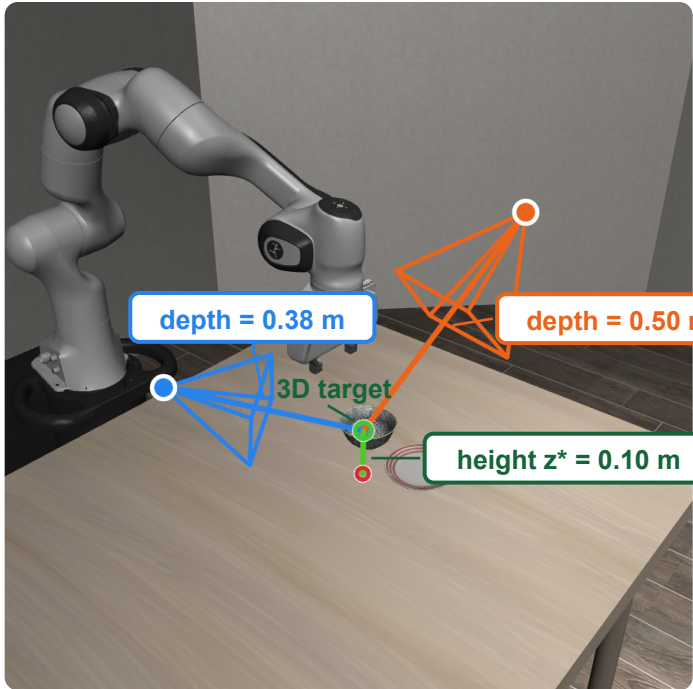 depth = 0.38 m
depth = 0.50
3D target
height z* = 0.10 m